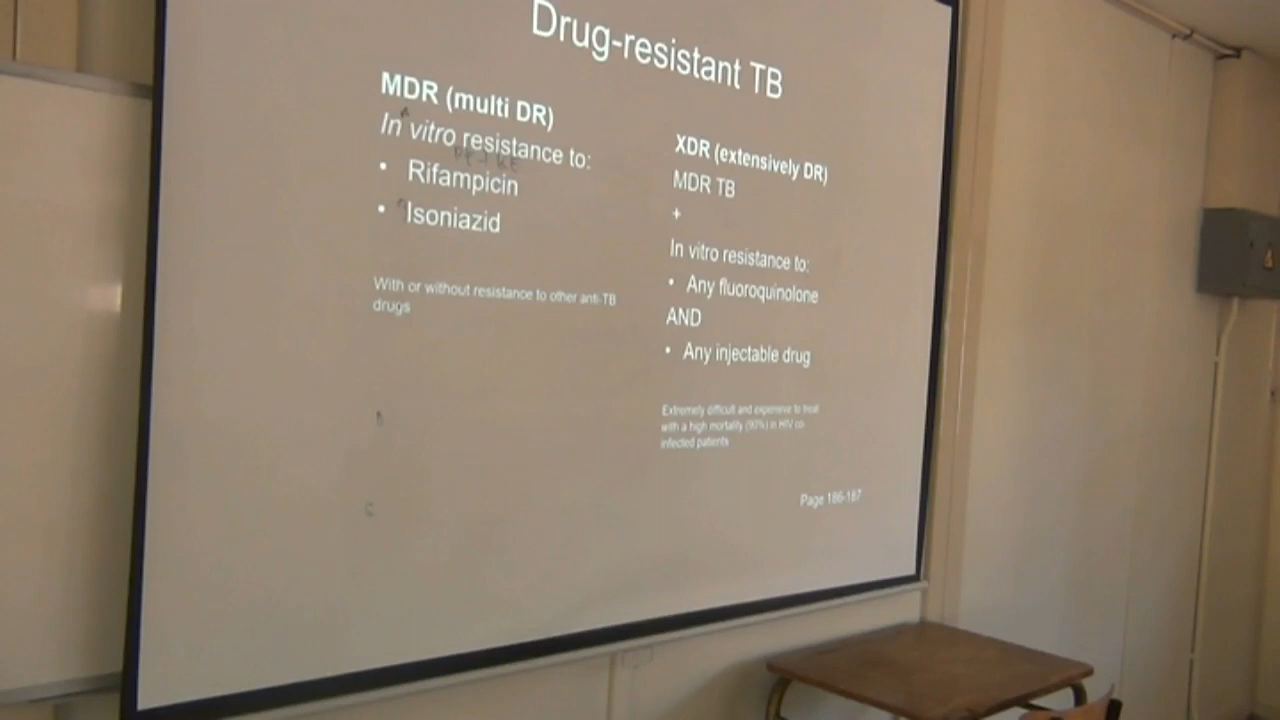 Drug-resistant TB
MDR (multi DR)
In vitro resistance to:
• Rifampicin
• Isoniazid
With or without resistance to other anti-TB
drugs
XDR (extensively DR)
MDR TB
+
In vitro resistance to:
• Any fluoroquinolone
AND
• Any injectable drug
Extremely difficult and expensive to treat
with a high mortality (90%) in HIV co-
infected patients
Page 186-187